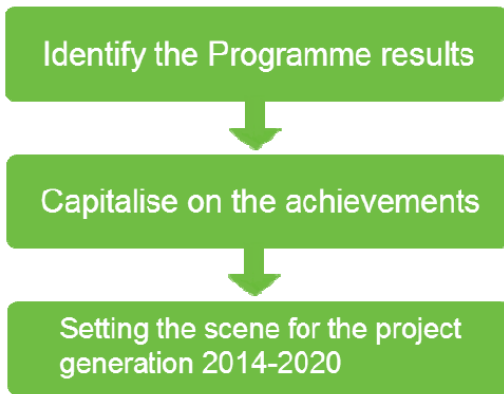 Identify the Programme results
Capitalise on the achievements
Setting the scene for the project
generation 2014-2020